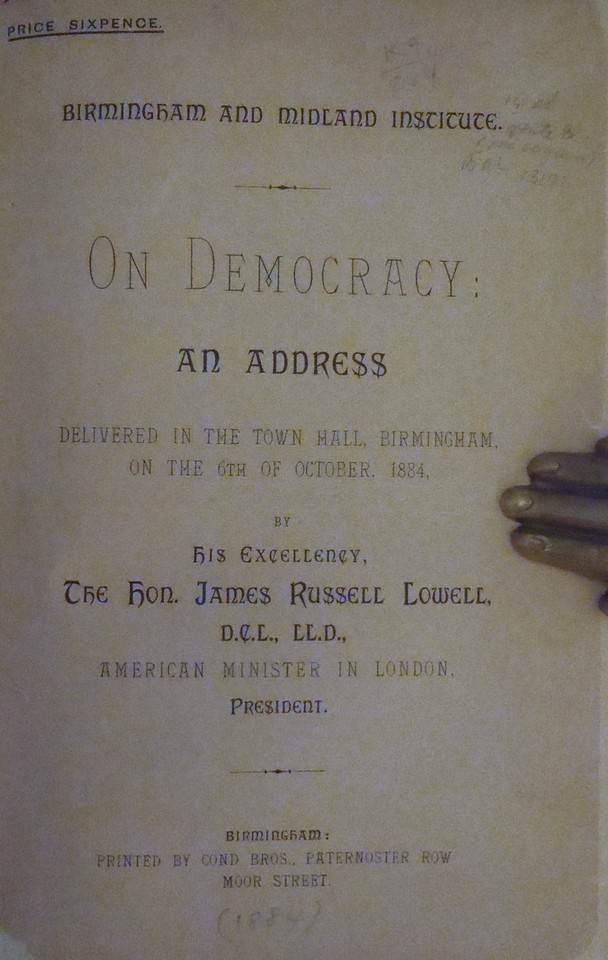 PRICE SIXPENCE.
BIRMINGHAM AND MIDLAND INSTITUTE.
ON DEMOCRACY:
AN ADDRESS
DELIVERED IN THE TOWN HALL, BIRMINGHAM,
ON THE 6TH OF OCTOBER, 1884,
BY
HIS EXCELLENCY,
THE HON. JAMES RUSSELL LOWELL,
D.C.L., LL.D.,
AMERICAN MINISTER IN LONDON,
PRESIDENT.
BIRMINGHAM:
PRINTED BY COND BROS., PATERNOSTER ROW
MOOR STREET.
(1884)